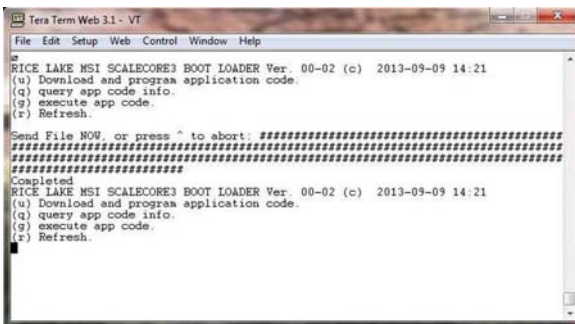 Tera Term Web 3.1 - VT
File Edit Setup Web Control Window Help
RICE LAKE MSI SCALECORE3 BOOT LOADER Ver. 00-02 (c) 2013-09-09 14:21
(u) Download and program application code.
(q) query app code info.
(g) execute app code.
(r) Refresh.
Send File NOW, or press ^ to abort: ############################################
################################################################################
################################################################################
#########################
Completed
RICE LAKE MSI SCALECORE3 BOOT LOADER Ver. 00-02 (c) 2013-09-09 14:21
(u) Download and program application code.
(q) query app code info.
(g) execute app code.
(r) Refresh.